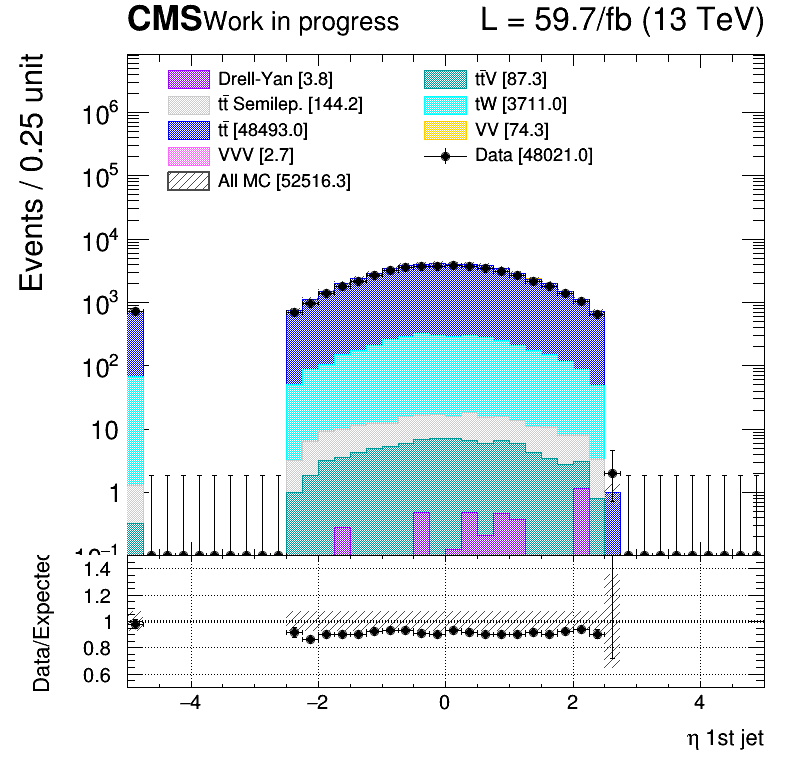 CMS Work in progress L = 59.7/fb (13 TeV)
Events / 0.25 unit
Drell-Yan [3.8]
tt̄V [87.3]
tt̄ Semilep. [144.2]
tW [3711.0]
tt̄ [48493.0]
VV [74.3]
VVV [2.7]
Data [48021.0]
All MC [52516.3]
10⁶
10⁵
10⁴
10³
10²
10
1
10⁻¹
Data/Expected
1.4
1.2
1
0.8
0.6
−4 −2 0 2 4
η 1st jet